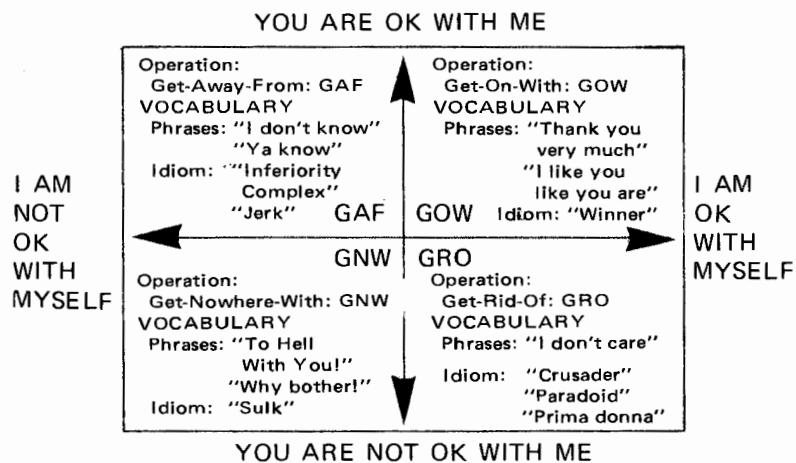 YOU ARE OK WITH ME
Operation:
Get-Away-From: GAF
VOCABULARY
Phrases: "I don't know"
"Ya know"
Idiom: "Inferiority
Complex"
"Jerk"
GAF
Operation:
Get-On-With: GOW
VOCABULARY
Phrases: "Thank you
very much"
"I like you
like you are"
Idiom: "Winner"
GOW
I AM
NOT
OK
WITH
MYSELF
I AM
OK
WITH
MYSELF
GNW
Operation:
Get-Nowhere-With: GNW
VOCABULARY
Phrases: "To Hell
With You!"
"Why bother!"
Idiom: "Sulk"
GRO
Operation:
Get-Rid-Of: GRO
VOCABULARY
Phrases: "I don't care"
Idiom: "Crusader"
"Paradoid"
"Prima donna"
YOU ARE NOT OK WITH ME